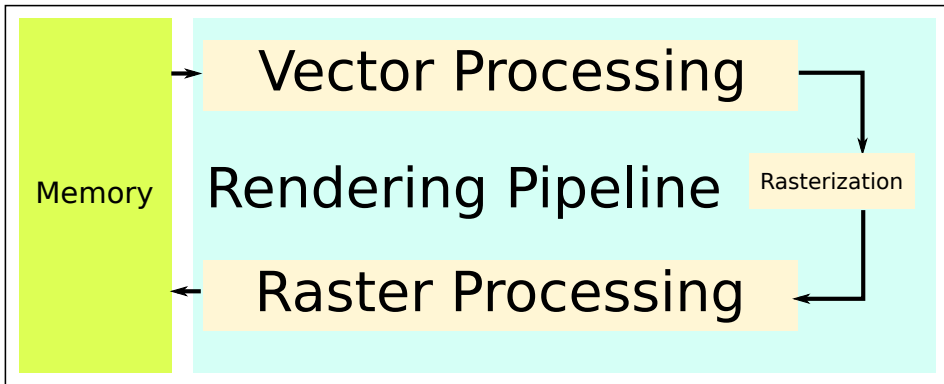 Vector Processing
Memory
Rendering Pipeline
Rasterization
Raster Processing